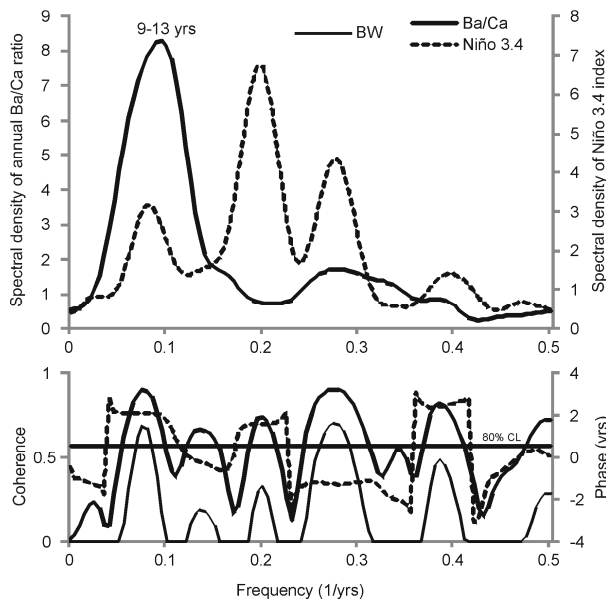 9-13 yrs
BW
Ba/Ca
Niño 3.4
Spectral density of annual Ba/Ca ratio
9
8
7
6
5
4
3
2
1
0
Spectral density of Niño 3.4 index
8
7
6
5
4
3
2
1
0
0 0.1 0.2 0.3 0.4 0.5
Coherence
1
0.5
0
80% CL
Phase (yrs)
4
2
0
-2
-4
0 0.1 0.2 0.3 0.4 0.5
Frequency (1/yrs)